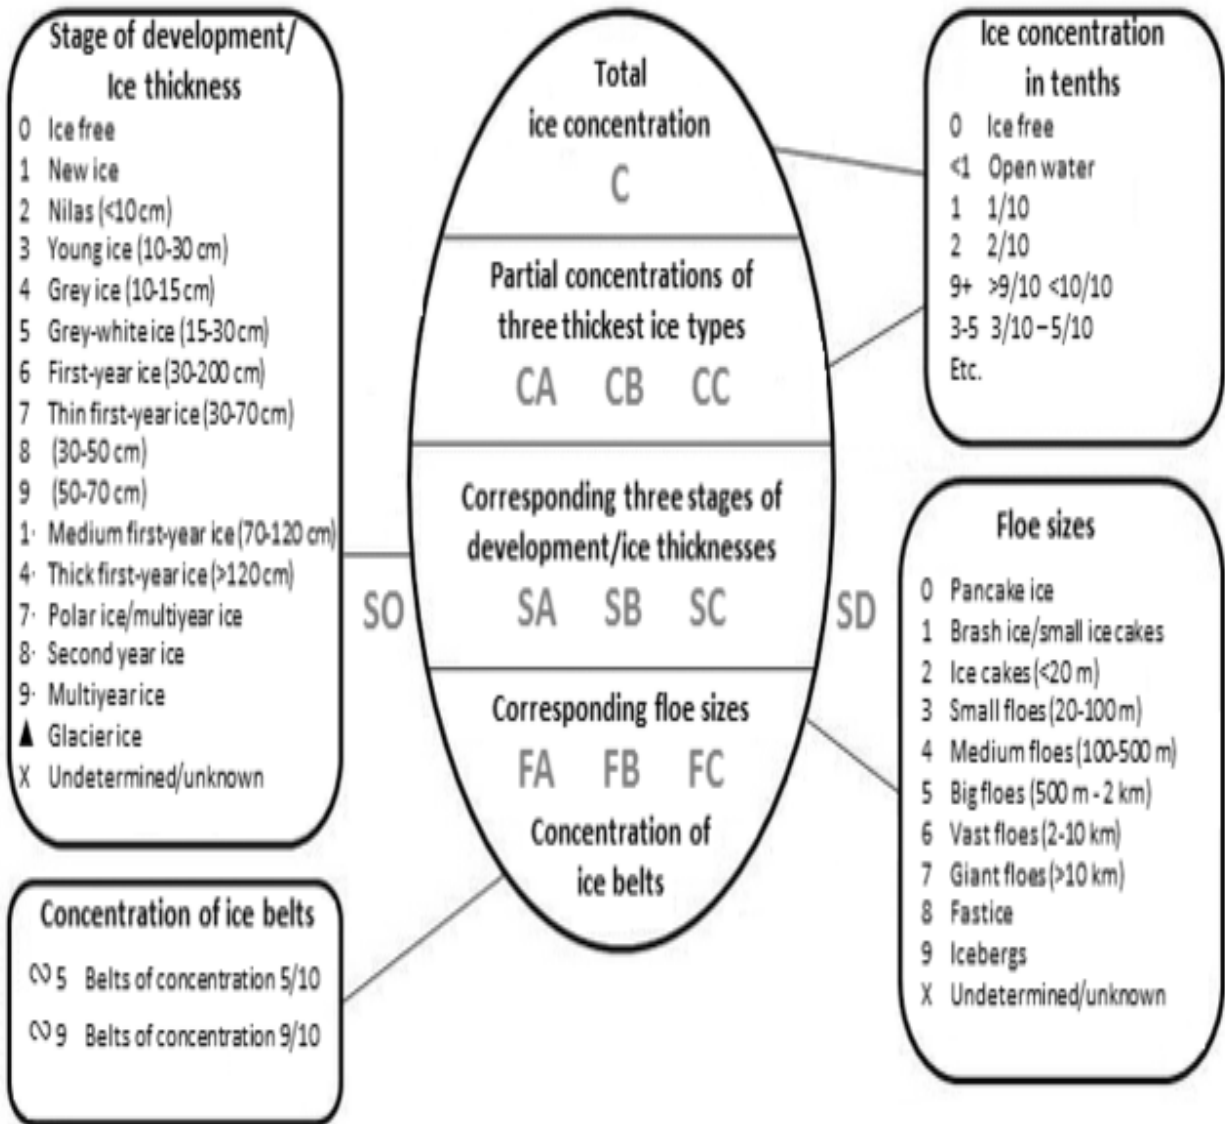 Stage of development/
Ice thickness
0 Ice free
1 New ice
2 Nilas (<10 cm)
3 Young ice (10-30 cm)
4 Grey ice (10-15 cm)
5 Grey-white ice (15-30 cm)
6 First-year ice (30-200 cm)
7 Thin first-year ice (30-70 cm)
8 (30-50 cm)
9 (50-70 cm)
1· Medium first-year ice (70-120 cm)
4· Thick first-year ice (>120 cm)
7· Polar ice/multiyear ice
8· Second year ice
9· Multiyear ice
▲ Glacier ice
X Undetermined/unknown
Concentration of ice belts
∾ 5 Belts of concentration 5/10
∾ 9 Belts of concentration 9/10
Total
ice concentration
C
Partial concentrations of
three thickest ice types
CA CB CC
Corresponding three stages of
development/ice thicknesses
SO SA SB SC SD
Corresponding floe sizes
FA FB FC
Concentration of
ice belts
Ice concentration
in tenths
0 Ice free
<1 Open water
1 1/10
2 2/10
9+ >9/10 <10/10
3-5 3/10 – 5/10
Etc.
Floe sizes
0 Pancake ice
1 Brash ice/small ice cakes
2 Ice cakes (<20 m)
3 Small floes (20-100 m)
4 Medium floes (100-500 m)
5 Big floes (500 m - 2 km)
6 Vast floes (2-10 km)
7 Giant floes (>10 km)
8 Fast ice
9 Icebergs
X Undetermined/unknown